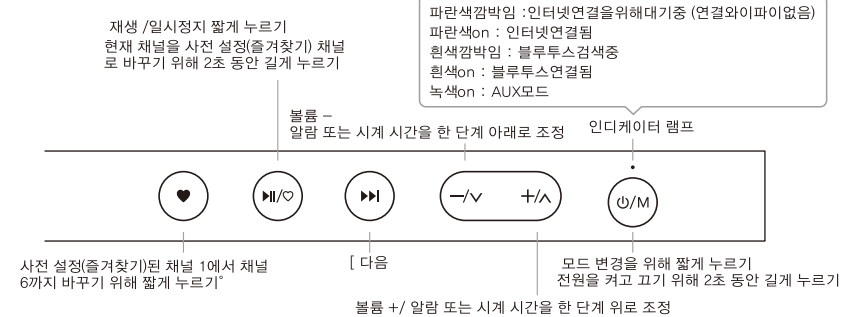 파란색깜박임 :인터넷연결을위해대기중 (연결와이파이없음)
파란색on : 인터넷연결됨
흰색깜박임 : 블루투스검색중
흰색on : 블루투스연결됨
녹색on : AUX모드
재생 /일시정지 짧게 누르기
현재 채널을 사전 설정(즐겨찾기) 채널
로 바꾸기 위해 2초 동안 길게 누르기
볼륨 –
알람 또는 시계 시간을 한 단계 아래로 조정
인디케이터 램프
/M
사전 설정(즐겨찾기)된 채널 1에서 채널
6까지 바꾸기 위해 짧게 누르기°
[ 다음
모드 변경을 위해 짧게 누르기
전원을 켜고 끄기 위해 2초 동안 길게 누르기
볼륨 +/ 알람 또는 시계 시간을 한 단계 위로 조정